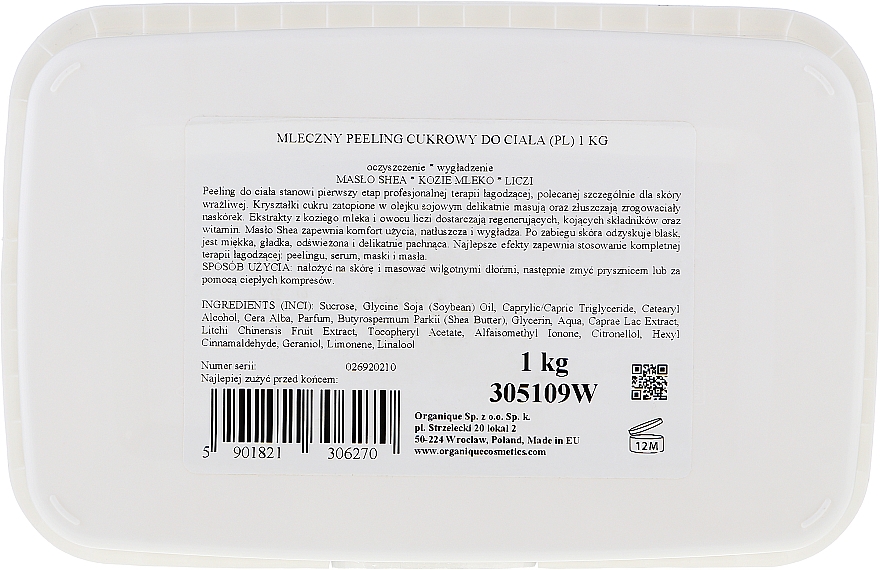 MLECZNY PEELING CUKROWY DO CIALA (PL) 1 KG
oczyszczenie * wygładzenie
MASŁO SHEA * KOZIE MLEKO * LICZI
Peeling do ciała stanowi pierwszy etap profesjonalnej terapii łagodzącej, polecanej szczególnie dla skóry
wrażliwej. Kryształki cukru zatopione w olejku sojowym delikatnie masują oraz złuszczają zrogowaciały
naskórek. Ekstrakty z koziego mleka i owocu liczi dostarczają regenerujących, kojących składników oraz
witamin. Masło Shea zapewnia komfort użycia, natłuszcza i wygładza. Po zabiegu skóra odzyskuje blask,
jest miękka, gładka, odświeżona i delikatnie pachnąca. Najlepsze efekty zapewnia stosowanie kompletnej
terapii łagodzącej: peelingu, serum, maski i masła.
SPOSÓB UŻYCIA: nałożyć na skórę i masować wilgotnymi dłońmi, następnie zmyć prysznicem lub za
pomocą ciepłych kompresów.
INGREDIENTS (INCI): Sucrose, Glycine Soja (Soybean) Oil, Caprylic/Capric Triglyceride, Cetearyl
Alcohol, Cera Alba, Parfum, Butyrospermum Parkii (Shea Butter), Glycerin, Aqua, Caprae Lac Extract,
Litchi Chinensis Fruit Extract, Tocopheryl Acetate, Alfaisomethyl Ionone, Citronellol, Hexyl
Cinnamaldehyde, Geraniol, Limonene, Linalool
Numer serii: 026920210
Najlepiej zużyć przed końcem:
1 kg
305109W
5 901821 306270
Organique Sp. z o.o. Sp. k.
pl. Strzelecki 20 lokal 2
50-224 Wrocław, Poland, Made in EU
www.organiquecosmetics.com
12M